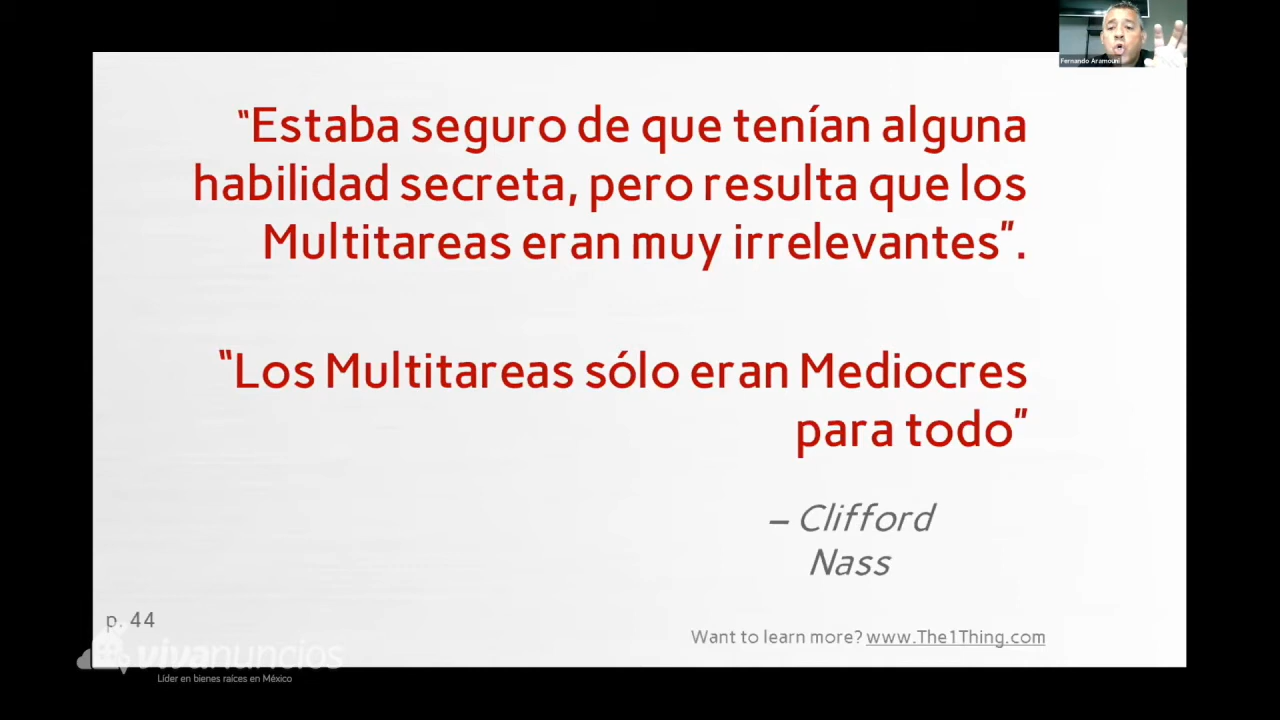 Fernando Aramouni
“Estaba seguro de que tenían alguna
habilidad secreta, pero resulta que los
Multitareas eran muy irrelevantes”.
“Los Multitareas sólo eran Mediocres
para todo”
– Clifford
Nass
p. 44
Want to learn more? www.The1Thing.com
vivanuncios
Líder en bienes raíces en México